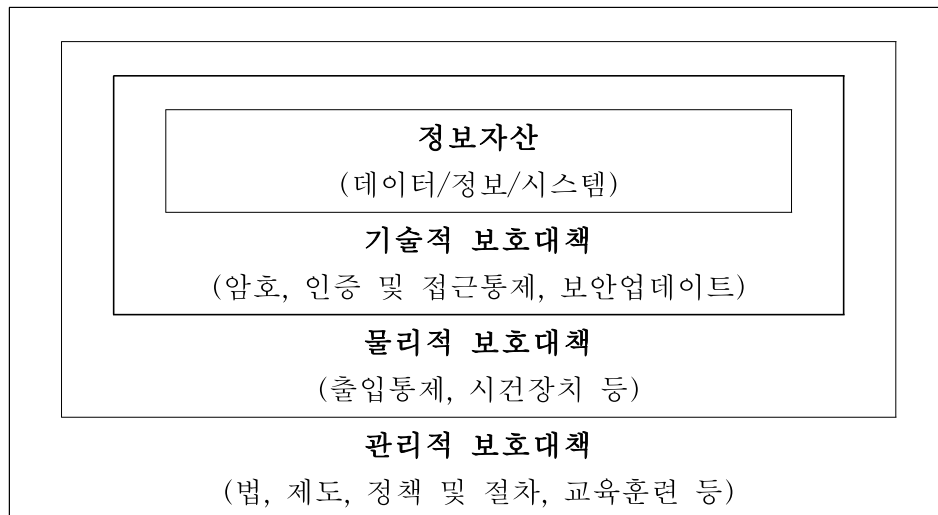 정보자산
(데이터/정보/시스템)
기술적 보호대책
(암호, 인증 및 접근통제, 보안업데이트)
물리적 보호대책
(출입통제, 시건장치 등)
관리적 보호대책
(법, 제도, 정책 및 절차, 교육훈련 등)